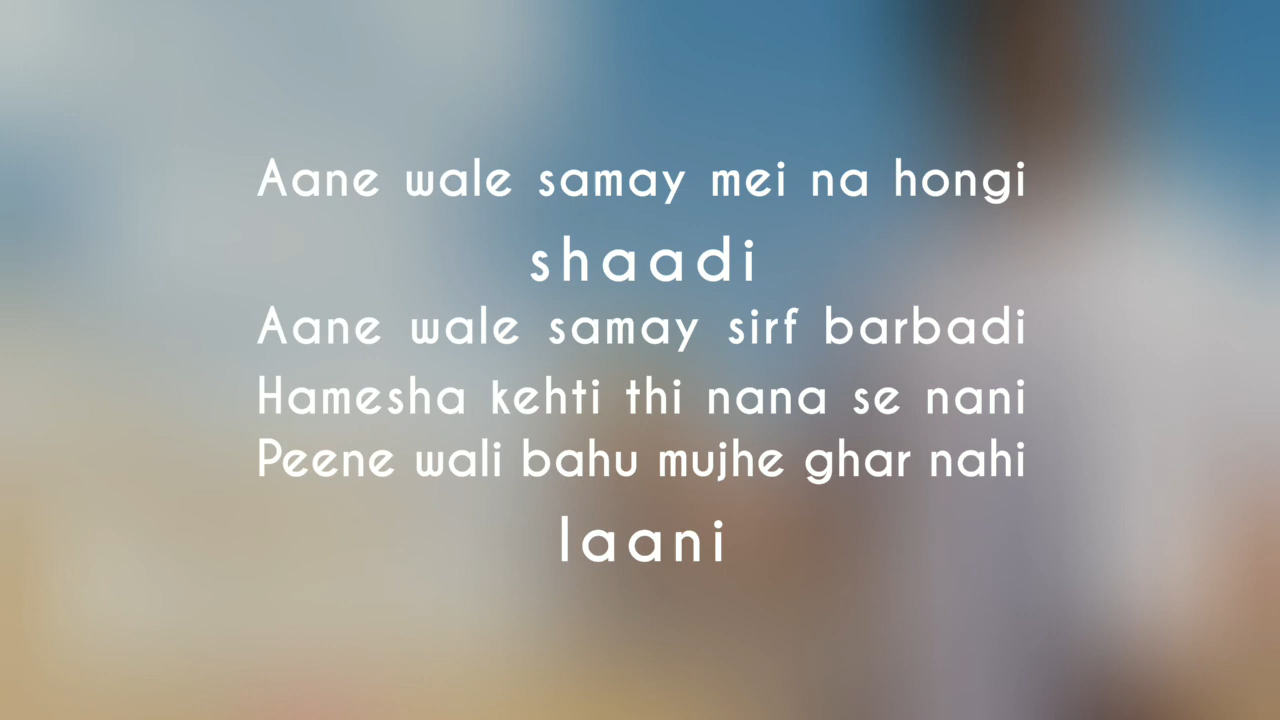 Aane wale samay mei na hongi
shaadi
Aane wale samay sirf barbadi
Hamesha kehti thi nana se nani
Peene wali bahu mujhe ghar nahi
laani